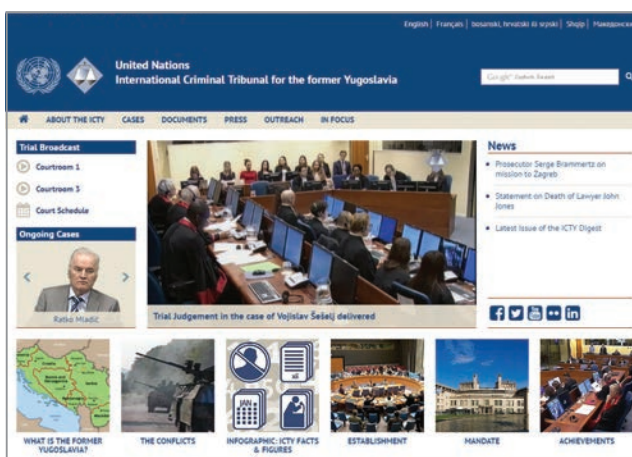 English | Français | bosanski, hrvatski ili srpski | Shqip | Македонски
United Nations
International Criminal Tribunal for the former Yugoslavia
Google Custom Search
ABOUT THE ICTY CASES DOCUMENTS PRESS OUTREACH IN FOCUS
Trial Broadcast
Courtroom 1
Courtroom 3
Court Schedule
Ongoing Cases
Ratko Mladić
Trial Judgement in the case of Vojislav Šešelj delivered
News
Prosecutor Serge Brammertz on
mission to Zagreb
Statement on Death of Lawyer John
Jones
Latest Issue of the ICTY Digest
WHAT IS THE FORMER
YUGOSLAVIA?
THE CONFLICTS
JAN
INFOGRAPHIC: ICTY FACTS
& FIGURES
ESTABLISHMENT
MANDATE
ACHIEVEMENTS